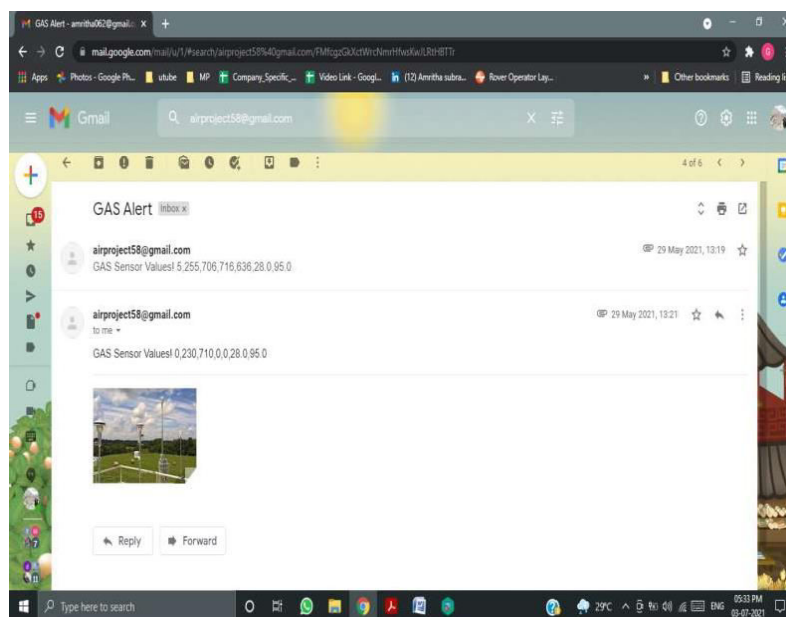 GAS Alert - amritha062@gmail.c
mail.google.com/mail/u/1/#search/airproject58%40gmail.com/FMfcgzGkXctWrcNmrHfwsKwJLRtHBTTr
G
Apps Photos - Google Ph... utube MP Company_Specific_... Video Link - Googl... (12) Amritha subra... Rover Operator Lay... » Other bookmarks Reading li
Gmail
airproject58@gmail.com
4 of 6
15
GAS Alert Inbox x
airproject58@gmail.com 29 May 2021, 13:19
GAS Sensor Values! 5,255,706,716,636,28.0,95.0
airproject58@gmail.com 29 May 2021, 13:21
to me
GAS Sensor Values! 0,230,710,0,0,28.0,95.0
Reply Forward
Type here to search
29°C ENG
05:33 PM
03-07-2021